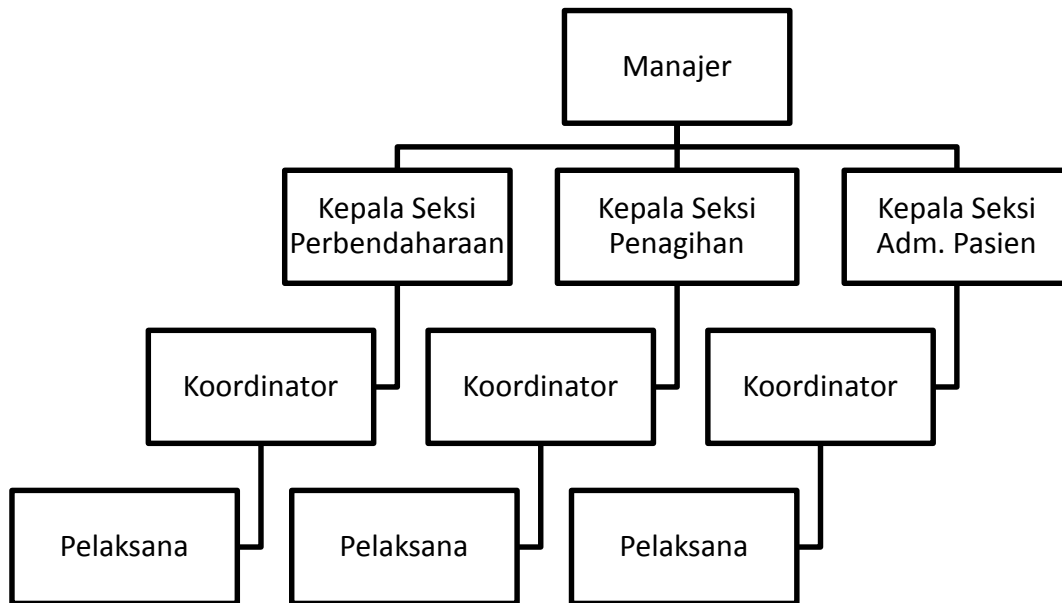 Manajer
Kepala Seksi
Perbendaharaan
Kepala Seksi
Penagihan
Kepala Seksi
Adm. Pasien
Koordinator
Koordinator
Koordinator
Pelaksana
Pelaksana
Pelaksana